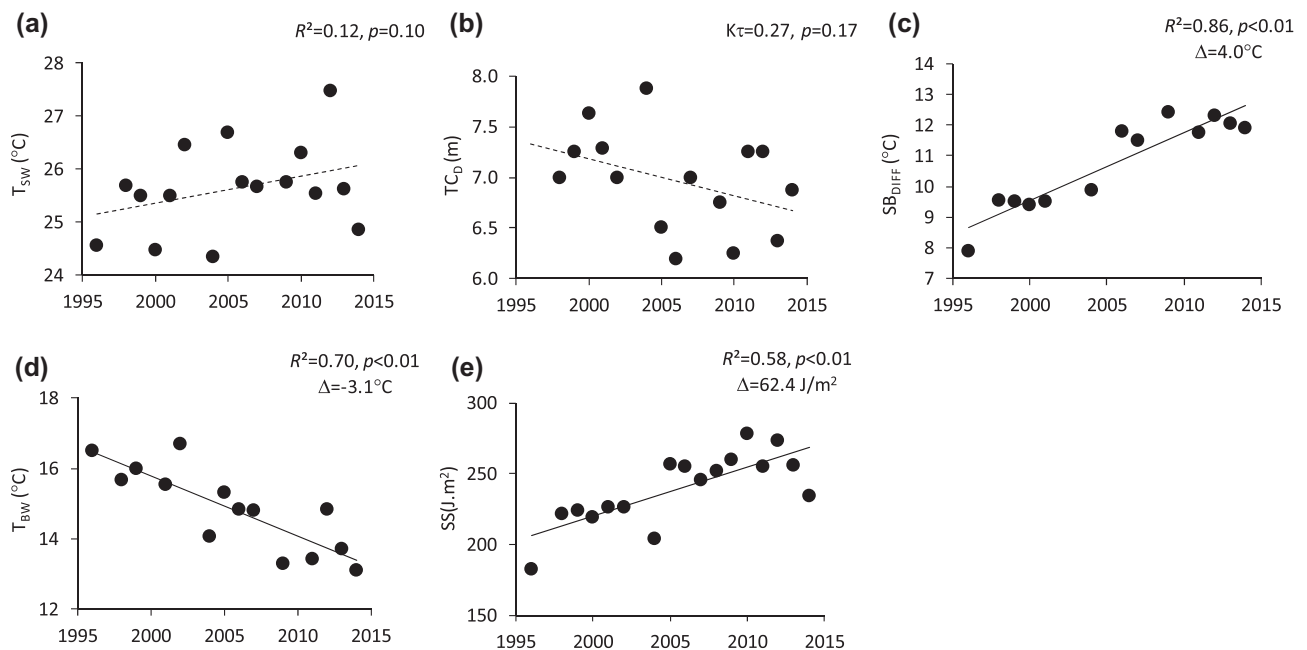 (a)
R²=0.12, p=0.10
28
27
26
25
24
T_SW (°C)
1995 2000 2005 2010 2015
(b)
Kτ=0.27, p=0.17
8.0
7.5
7.0
6.5
6.0
TC_D (m)
1995 2000 2005 2010 2015
(c)
R²=0.86, p<0.01
Δ=4.0°C
14
13
12
11
10
9
8
7
SB_DIFF (°C)
1995 2000 2005 2010 2015
(d)
R²=0.70, p<0.01
Δ=-3.1°C
18
16
14
12
T_BW (°C)
1995 2000 2005 2010 2015
(e)
R²=0.58, p<0.01
Δ=62.4 J/m²
300
250
200
150
SS(J.m²)
1995 2000 2005 2010 2015